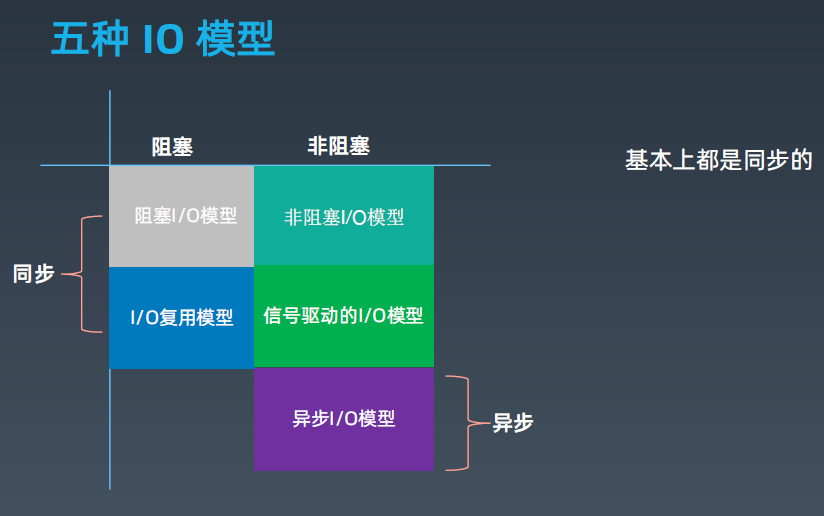 五种 IO 模型
阻塞
非阻塞
基本上都是同步的
阻塞I/O模型
非阻塞I/O模型
同步
I/O复用模型
信号驱动的I/O模型
异步I/O模型
异步